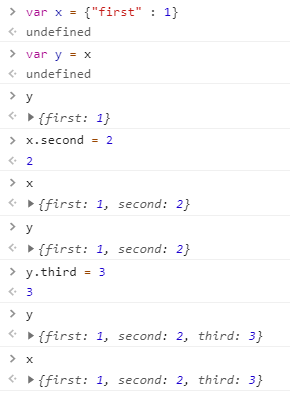 > var x = {"first" : 1}
< undefined
> var y = x
< undefined
> y
< ▶{first: 1}
> x.second = 2
< 2
> x
< ▶{first: 1, second: 2}
> y
< ▶{first: 1, second: 2}
> y.third = 3
< 3
> y
< ▶{first: 1, second: 2, third: 3}
> x
< ▶{first: 1, second: 2, third: 3}